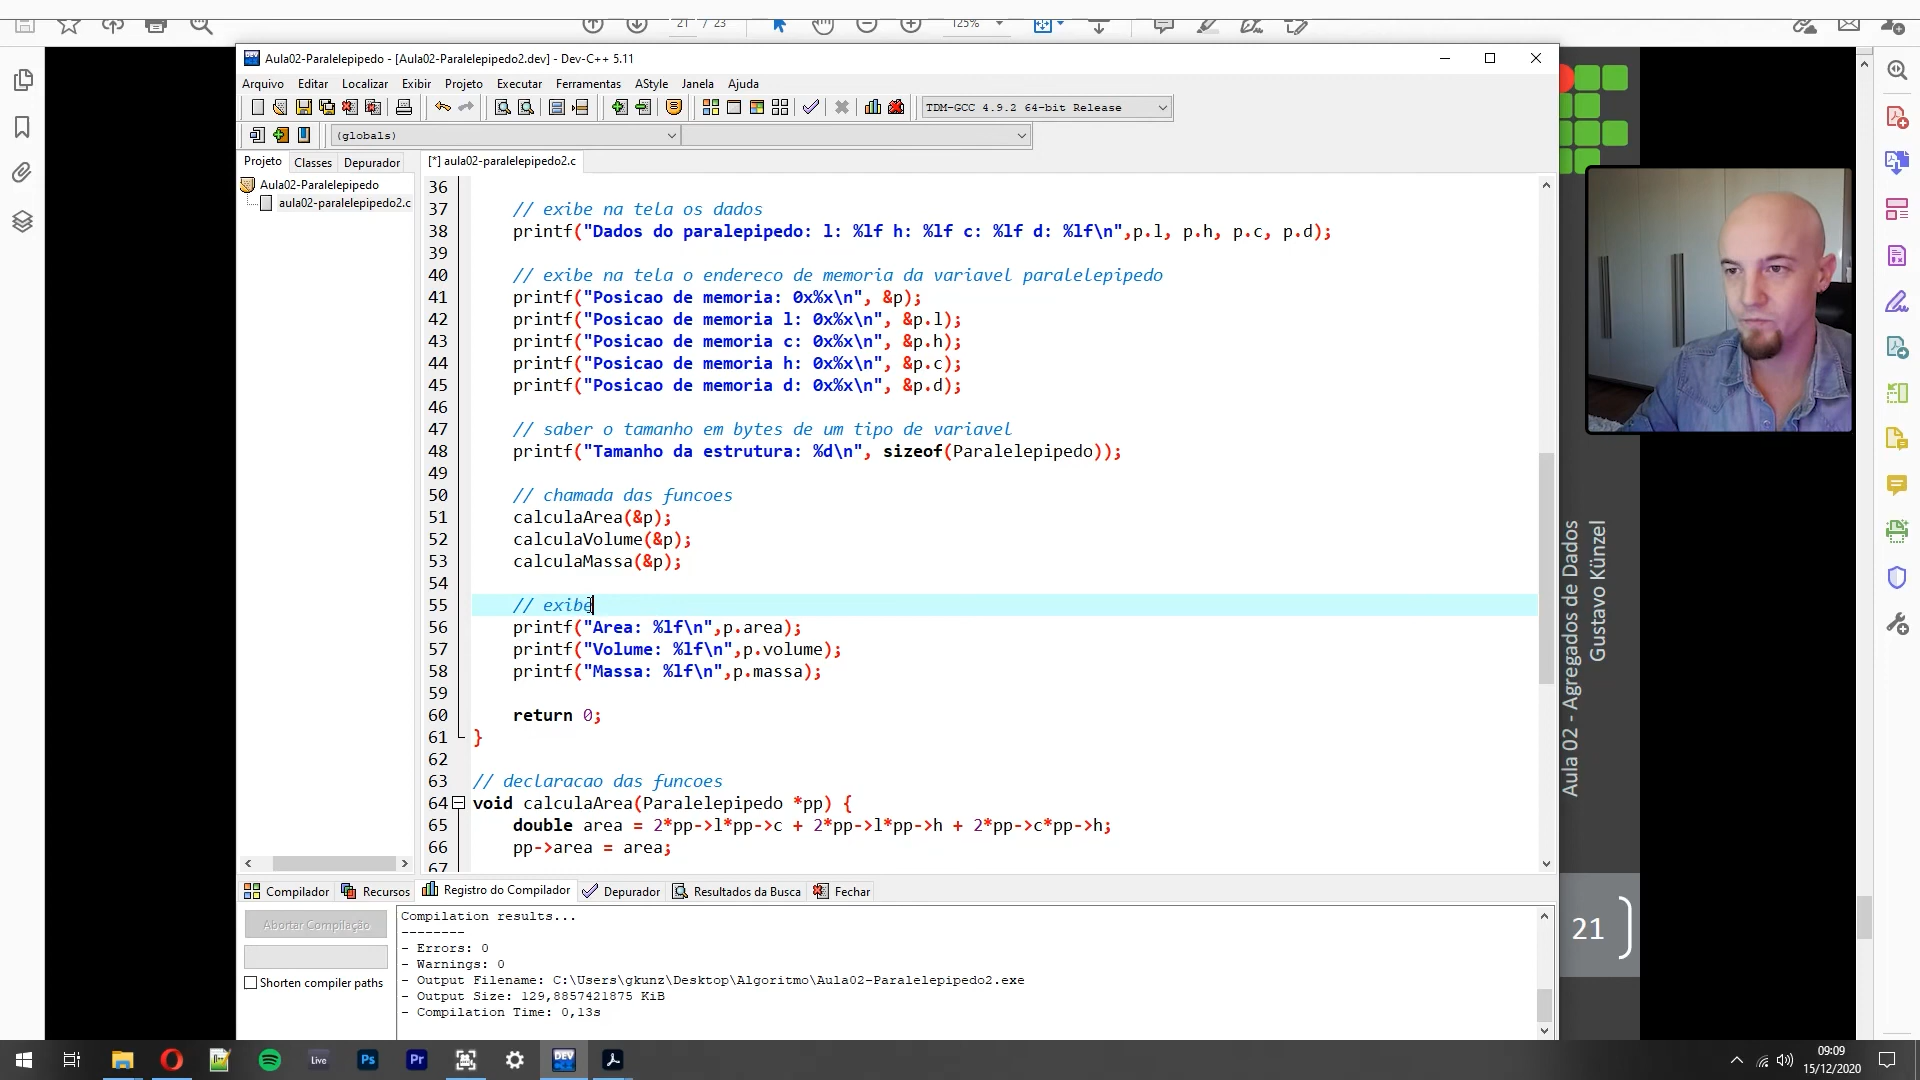 21 / 23
125%
Aula02-Paralelepipedo - [Aula02-Paralelepipedo2.dev] - Dev-C++ 5.11
Arquivo Editar Localizar Exibir Projeto Executar Ferramentas AStyle Janela Ajuda
TDM-GCC 4.9.2 64-bit Release
(globals)
Projeto Classes Depurador
[*] aula02-paralelepipedo2.c
Aula02-Paralelepipedo
aula02-paralelepipedo2.c
36
37 // exibe na tela os dados
38 printf("Dados do paralepipedo: l: %lf h: %lf c: %lf d: %lf\n",p.l, p.h, p.c, p.d);
39
40 // exibe na tela o endereco de memoria da variavel paralelepipedo
41 printf("Posicao de memoria: 0x%x\n", &p);
42 printf("Posicao de memoria l: 0x%x\n", &p.l);
43 printf("Posicao de memoria c: 0x%x\n", &p.h);
44 printf("Posicao de memoria h: 0x%x\n", &p.c);
45 printf("Posicao de memoria d: 0x%x\n", &p.d);
46
47 // saber o tamanho em bytes de um tipo de variavel
48 printf("Tamanho da estrutura: %d\n", sizeof(Paralelepipedo));
49
50 // chamada das funcoes
51 calculaArea(&p);
52 calculaVolume(&p);
53 calculaMassa(&p);
54
55 // exibe
56 printf("Area: %lf\n",p.area);
57 printf("Volume: %lf\n",p.volume);
58 printf("Massa: %lf\n",p.massa);
59
60 return 0;
61 }
62
63 // declaracao das funcoes
64 void calculaArea(Paralelepipedo *pp) {
65 double area = 2*pp->l*pp->c + 2*pp->l*pp->h + 2*pp->c*pp->h;
66 pp->area = area;
67
Compilador Recursos Registro do Compilador Depurador Resultados da Busca Fechar
Abortar Compilação
Shorten compiler paths
Compilation results...
--------
- Errors: 0
- Warnings: 0
- Output Filename: C:\Users\gkunz\Desktop\Algoritmo\Aula02-Paralelepipedo2.exe
- Output Size: 129,8857421875 KiB
- Compilation Time: 0,13s
Aula 02 - Agregados de Dados
Gustavo Künzel
21
Live
Ps
Pr
DEV
09:09
15/12/2020